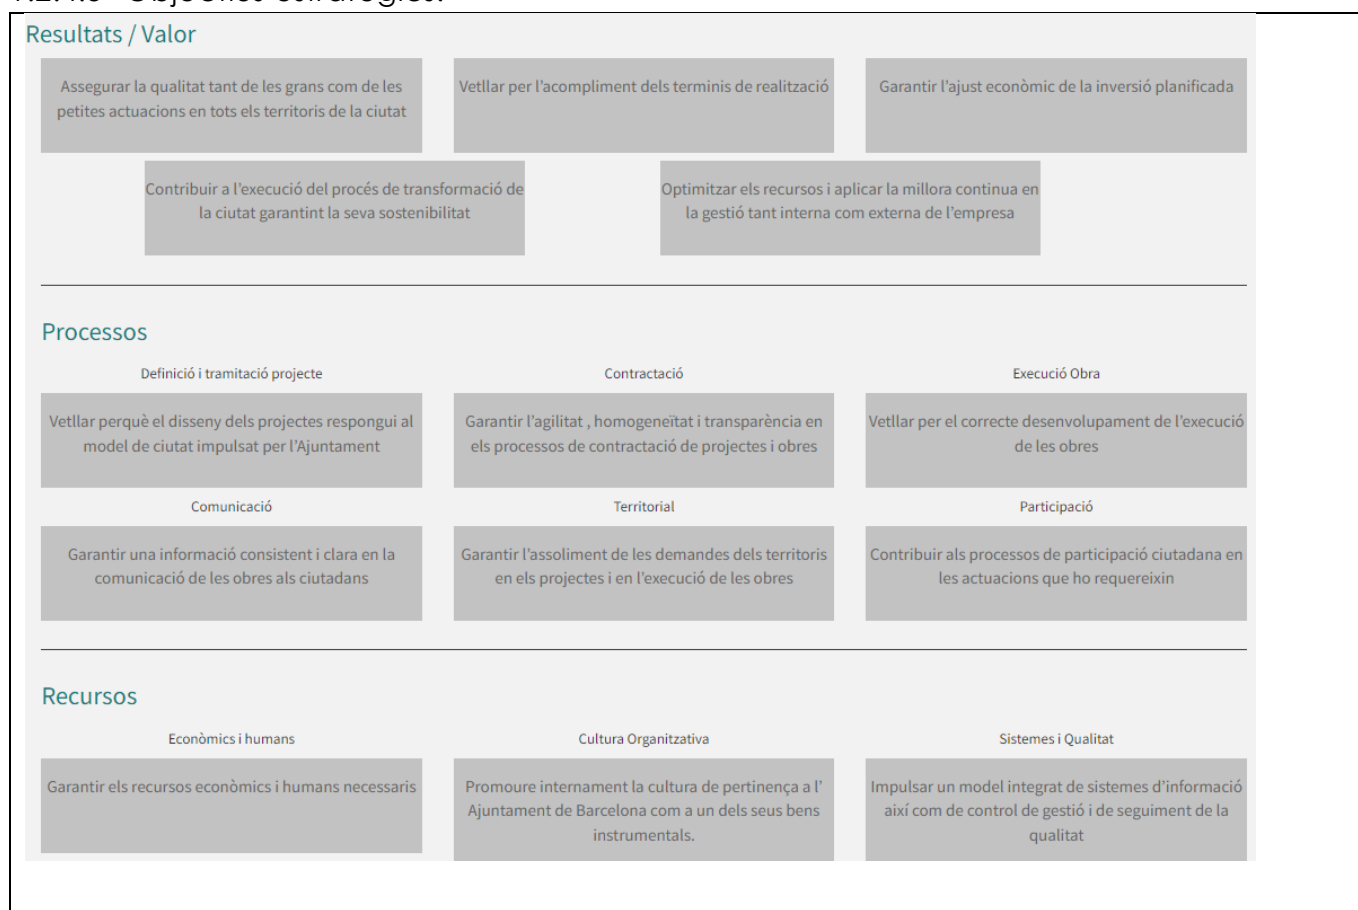 Resultats / Valor
Assegurar la qualitat tant de les grans com de les
petites actuacions en tots els territoris de la ciutat
Vetllar per l’acompliment dels terminis de realització
Garantir l’ajust econòmic de la inversió planificada
Contribuir a l’execució del procés de transformació de
la ciutat garantint la seva sostenibilitat
Optimitzar els recursos i aplicar la millora continua en
la gestió tant interna com externa de l’empresa
Processos
Definició i tramitació projecte
Vetllar perquè el disseny dels projectes respongui al
model de ciutat impulsat per l’Ajuntament
Contractació
Garantir l’agilitat , homogeneïtat i transparència en
els processos de contractació de projectes i obres
Execució Obra
Vetllar per el correcte desenvolupament de l’execució
de les obres
Comunicació
Garantir una informació consistent i clara en la
comunicació de les obres als ciutadans
Territorial
Garantir l’assoliment de les demandes dels territoris
en els projectes i en l’execució de les obres
Participació
Contribuir als processos de participació ciutadana en
les actuacions que ho requereixin
Recursos
Econòmics i humans
Garantir els recursos econòmics i humans necessaris
Cultura Organitzativa
Promoure internament la cultura de pertinença a l’
Ajuntament de Barcelona com a un dels seus bens
instrumentals.
Sistemes i Qualitat
Impulsar un model integrat de sistemes d’informació
així com de control de gestió i de seguiment de la
qualitat